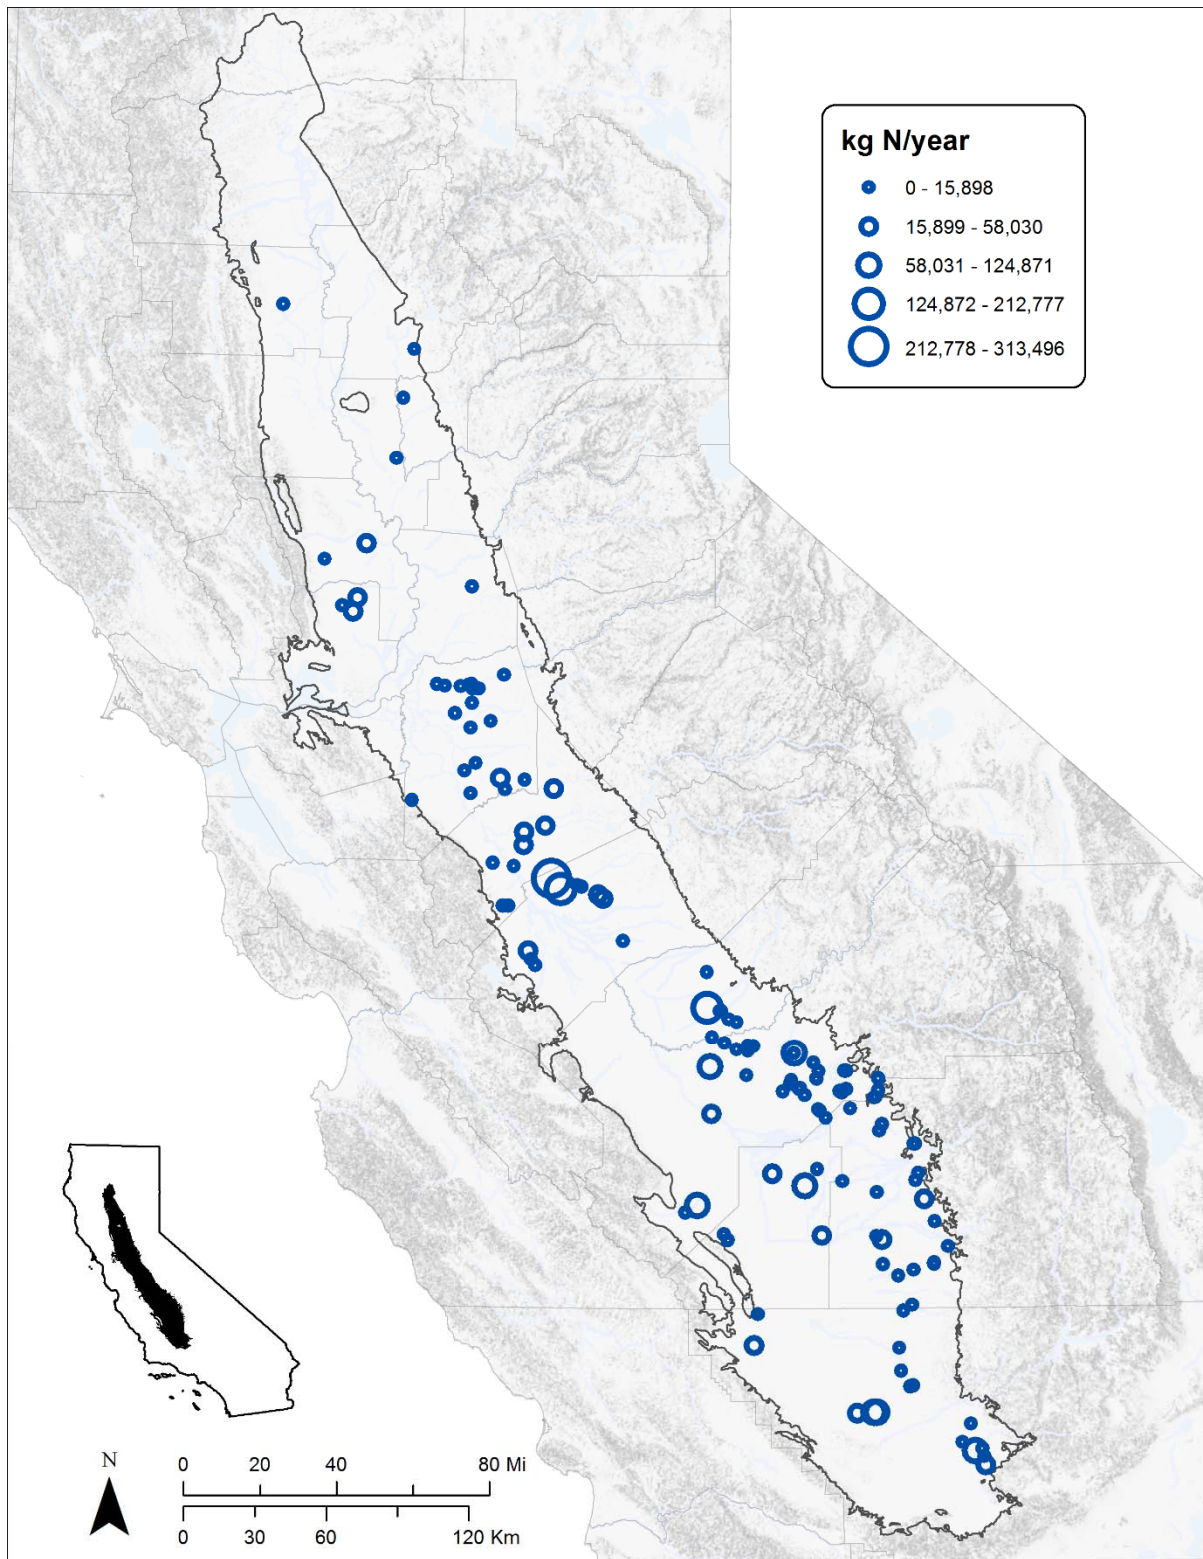 kg N/year
0 - 15,898
15,899 - 58,030
58,031 - 124,871
124,872 - 212,777
212,778 - 313,496
N
0 20 40 80 Mi
0 30 60 120 Km